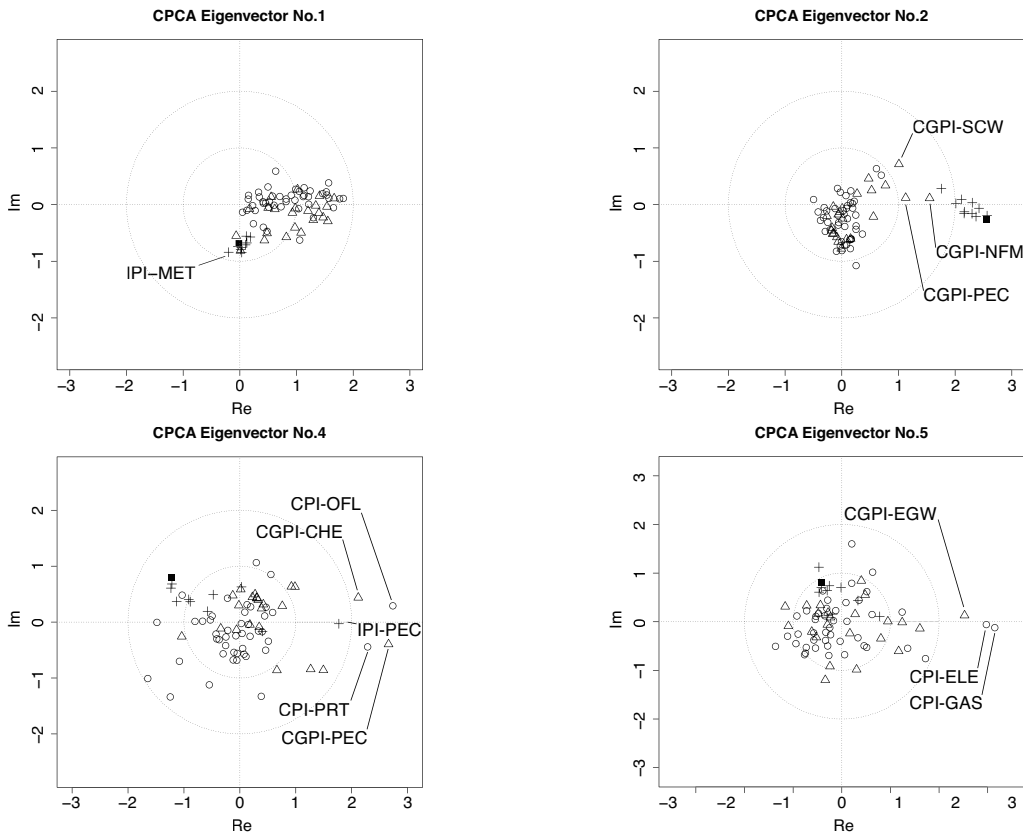 CPCA Eigenvector No.1
Im
2
1
0
−1
−2
IPI−MET
−3 −2 −1 0 1 2 3
Re
CPCA Eigenvector No.2
Im
2
1
0
−1
−2
CGPI-SCW
CGPI-NFM
CGPI-PEC
−3 −2 −1 0 1 2 3
Re
CPCA Eigenvector No.4
Im
2
1
0
−1
−2
CPI-OFL
CGPI-CHE
IPI-PEC
CPI-PRT
CGPI-PEC
−3 −2 −1 0 1 2 3
Re
CPCA Eigenvector No.5
Im
3
2
1
0
−1
−2
−3
CGPI-EGW
CPI-ELE
CPI-GAS
−3 −2 −1 0 1 2 3
Re